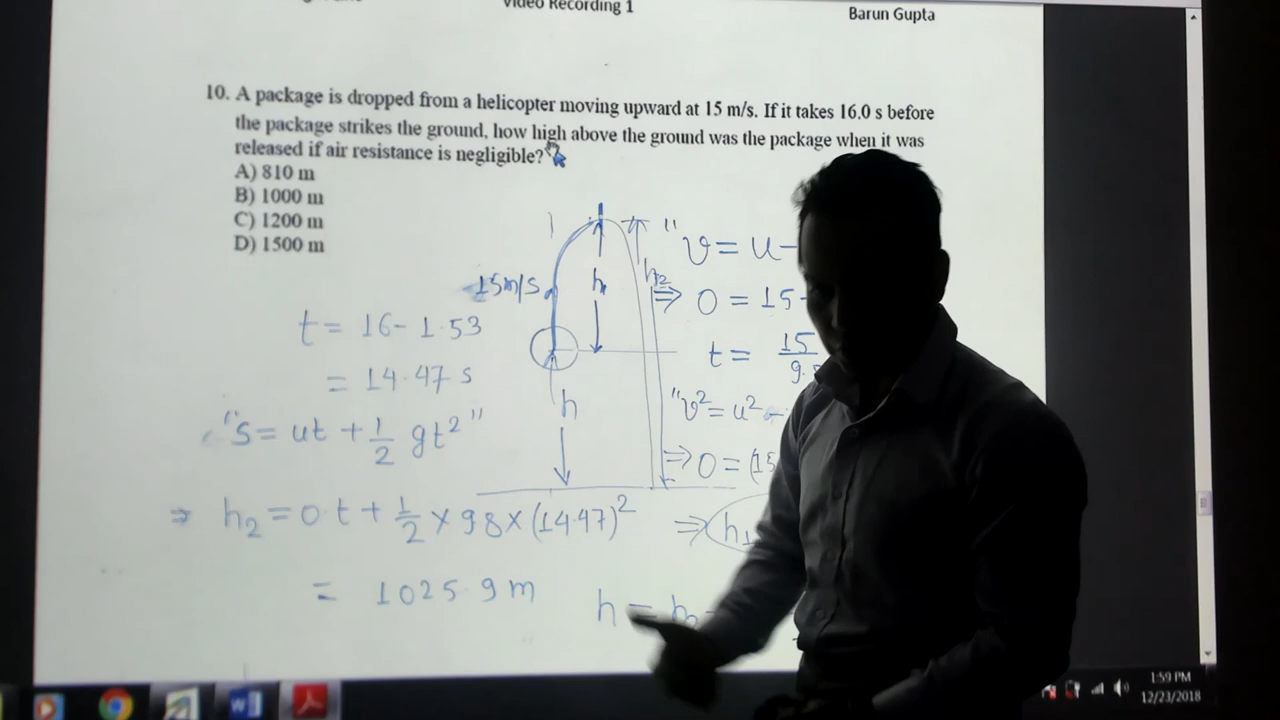 Video Recording 1
Barun Gupta
10. A package is dropped from a helicopter moving upward at 15 m/s. If it takes 16.0 s before
the package strikes the ground, how high above the ground was the package when it was
released if air resistance is negligible?
A) 810 m
B) 1000 m
C) 1200 m
D) 1500 m
15m/s
h
h2
h
"v = u -
⇒ 0 = 15 -
t = 15/9.8
"v² = u² -
⇒ 0 = (15
⇒ h1
t = 16 - 1.53
= 14.47 s
"s = ut + 1/2 gt²"
⇒ h2 = 0.t + 1/2 × 98 × (14.47)²
= 1025.9 m
h = h2 -
1:59 PM
12/23/2018